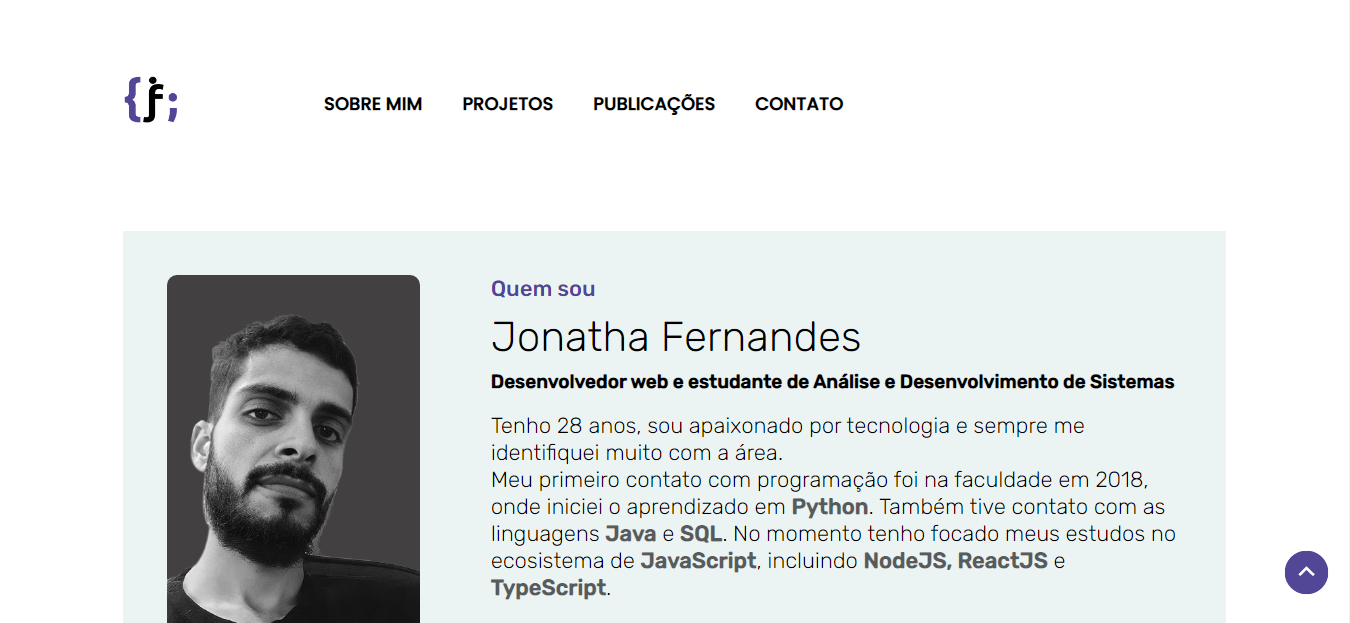 {jf;
SOBRE MIM PROJETOS PUBLICAÇÕES CONTATO
Quem sou
Jonatha Fernandes
Desenvolvedor web e estudante de Análise e Desenvolvimento de Sistemas
Tenho 28 anos, sou apaixonado por tecnologia e sempre me
identifiquei muito com a área.
Meu primeiro contato com programação foi na faculdade em 2018,
onde iniciei o aprendizado em Python. Também tive contato com as
linguagens Java e SQL. No momento tenho focado meus estudos no
ecosistema de JavaScript, incluindo NodeJS, ReactJS e
TypeScript.